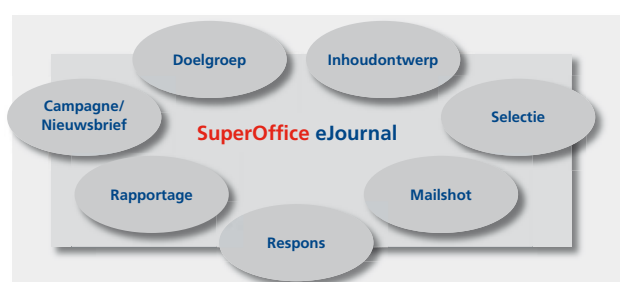 Doelgroep
Inhoudontwerp
Campagne/
Nieuwsbrief
Selectie
SuperOffice eJournal
Rapportage
Mailshot
Respons